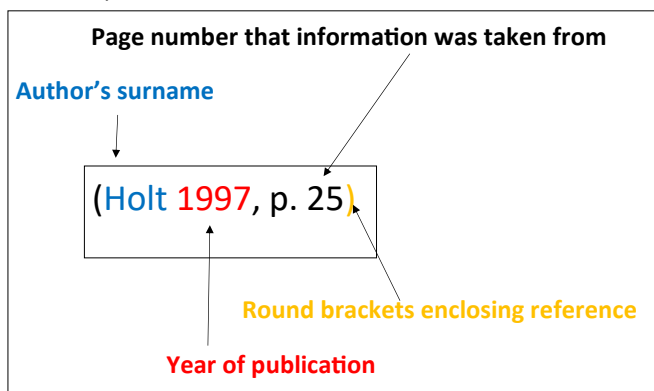 Page number that information was taken from
Author's surname
(Holt 1997, p. 25)
Round brackets enclosing reference
Year of publication